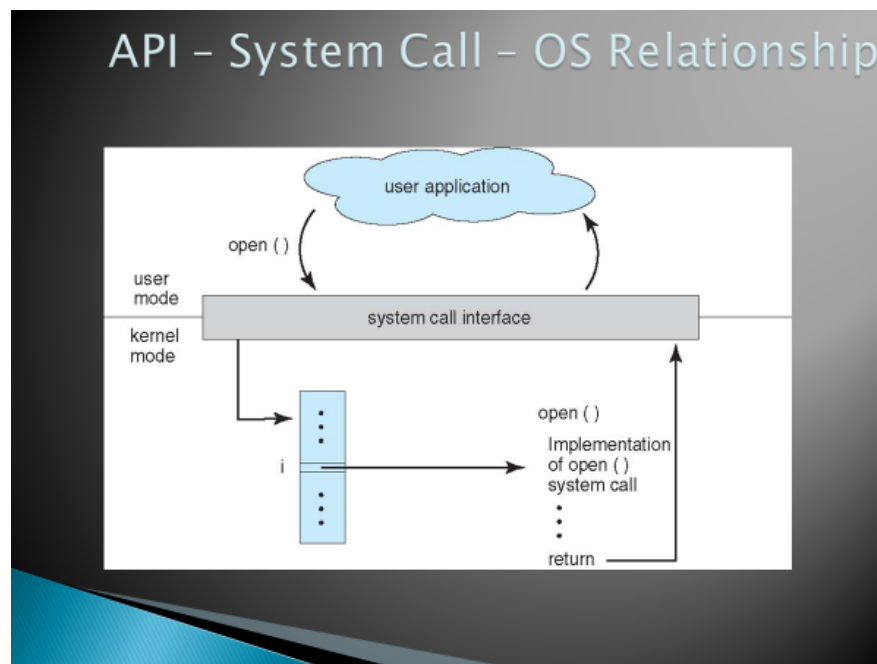 API – System Call – OS Relationship
user application
open ( )
user
mode
system call interface
kernel
mode
open ( )
Implementation
of open ( )
system call
i
return